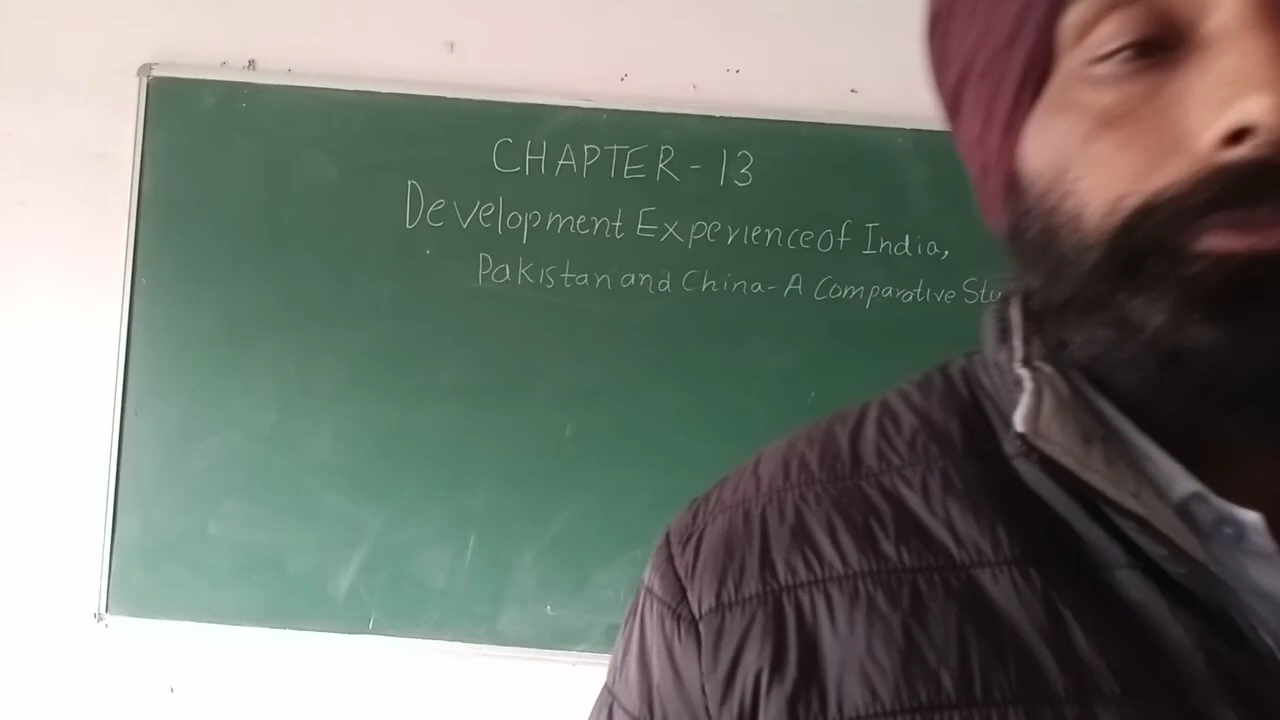 CHAPTER - 13
Development Experience of India,
Pakistan and China - A Comparative